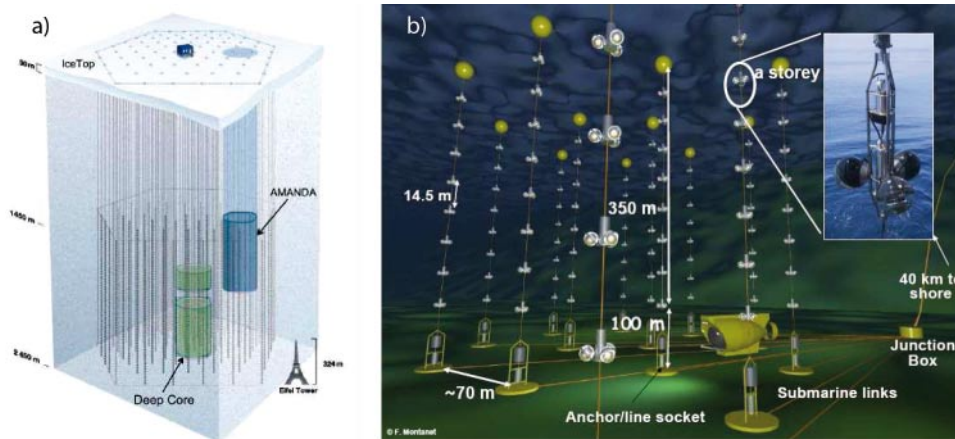 a)
IceTop
50 m
AMANDA
1450 m
2450 m
324 m
Eiffel Tower
Deep Core
b)
a storey
14.5 m
350 m
40 km to
shore
100 m
Junction
Box
~70 m
Submarine links
Anchor/line socket
© F. Montanet